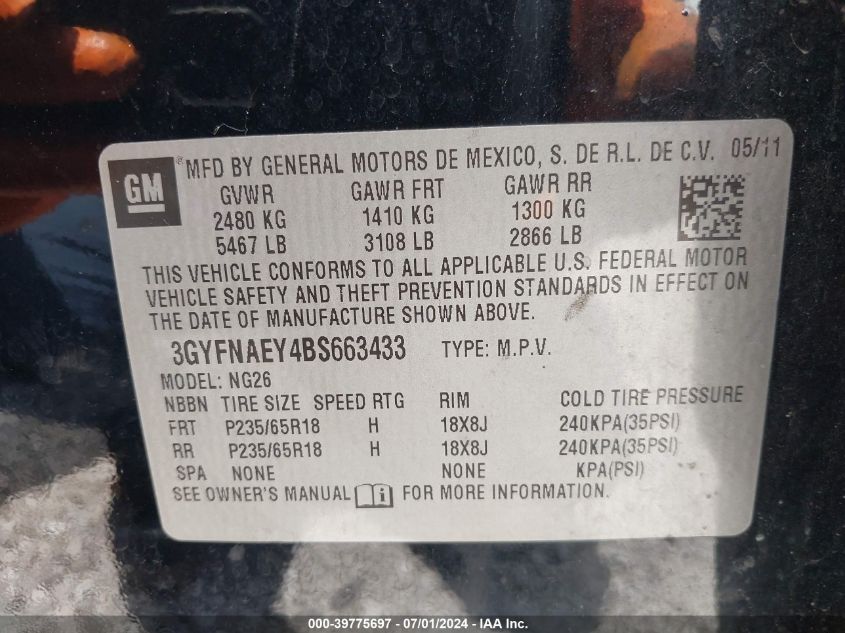 GM
®MFD BY GENERAL MOTORS DE MEXICO, S. DE R.L. DE C.V. 05/11
GVWR GAWR FRT GAWR RR
2480 KG 1410 KG 1300 KG
5467 LB 3108 LB 2866 LB
THIS VEHICLE CONFORMS TO ALL APPLICABLE U.S. FEDERAL MOTOR
VEHICLE SAFETY AND THEFT PREVENTION STANDARDS IN EFFECT ON
THE DATE OF MANUFACTURE SHOWN ABOVE.
3GYFNAEY4BS663433 TYPE: M.P.V.
MODEL: NG26
NBBN TIRE SIZE SPEED RTG RIM COLD TIRE PRESSURE
FRT P235/65R18 H 18X8J 240KPA(35PSI)
RR P235/65R18 H 18X8J 240KPA(35PSI)
SPA NONE NONE KPA(PSI)
SEE OWNER'S MANUAL FOR MORE INFORMATION.
000-39775697 - 07/01/2024 - IAA Inc.